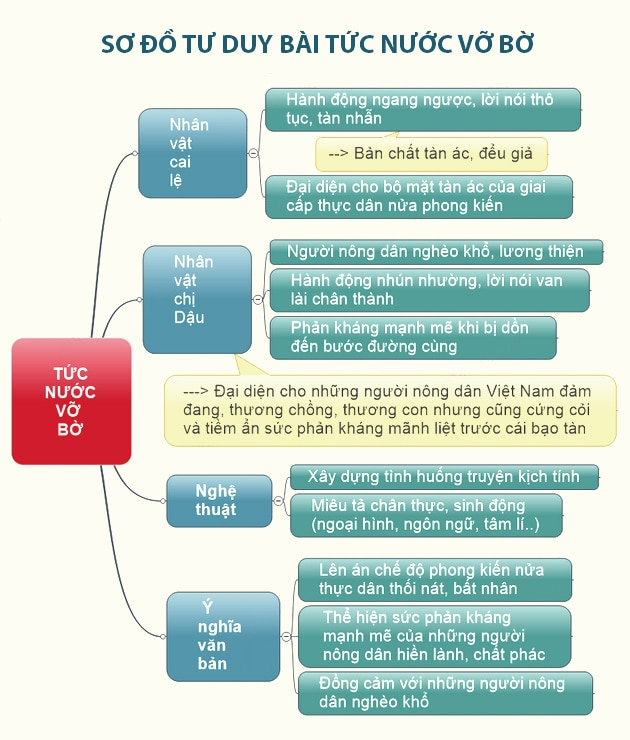 SƠ ĐỒ TƯ DUY BÀI TỨC NƯỚC VỠ BỜ
TỨC
NƯỚC
VỠ
BỜ
Nhân
vật
cai
lệ
Hành động ngang ngược, lời nói thô
tục, tàn nhẫn
--> Bản chất tàn ác, đểu giả
Đại diện cho bộ mặt tàn ác của giai
cấp thực dân nửa phong kiến
Nhân
vật
chị
Dậu
Người nông dân nghèo khổ, lương thiện
Hành động nhún nhường, lời nói van
lài chân thành
Phản kháng mạnh mẽ khi bị dồn
đến bước đường cùng
---> Đại diện cho những người nông dân Việt Nam đảm
đang, thương chồng, thương con nhưng cũng cứng cỏi
và tiềm ẩn sức phản kháng mãnh liệt trước cái bạo tàn
Nghệ
thuật
Xây dựng tình huống truyện kịch tính
Miêu tả chân thực, sinh động
(ngoại hình, ngôn ngữ, tâm lí..)
Ý
nghĩa
văn
bản
Lên án chế độ phong kiến nửa
thực dân thối nát, bất nhân
Thể hiện sức phản kháng
mạnh mẽ của những người
nông dân hiền lành, chất phác
Đồng cảm với những người nông
dân nghèo khổ